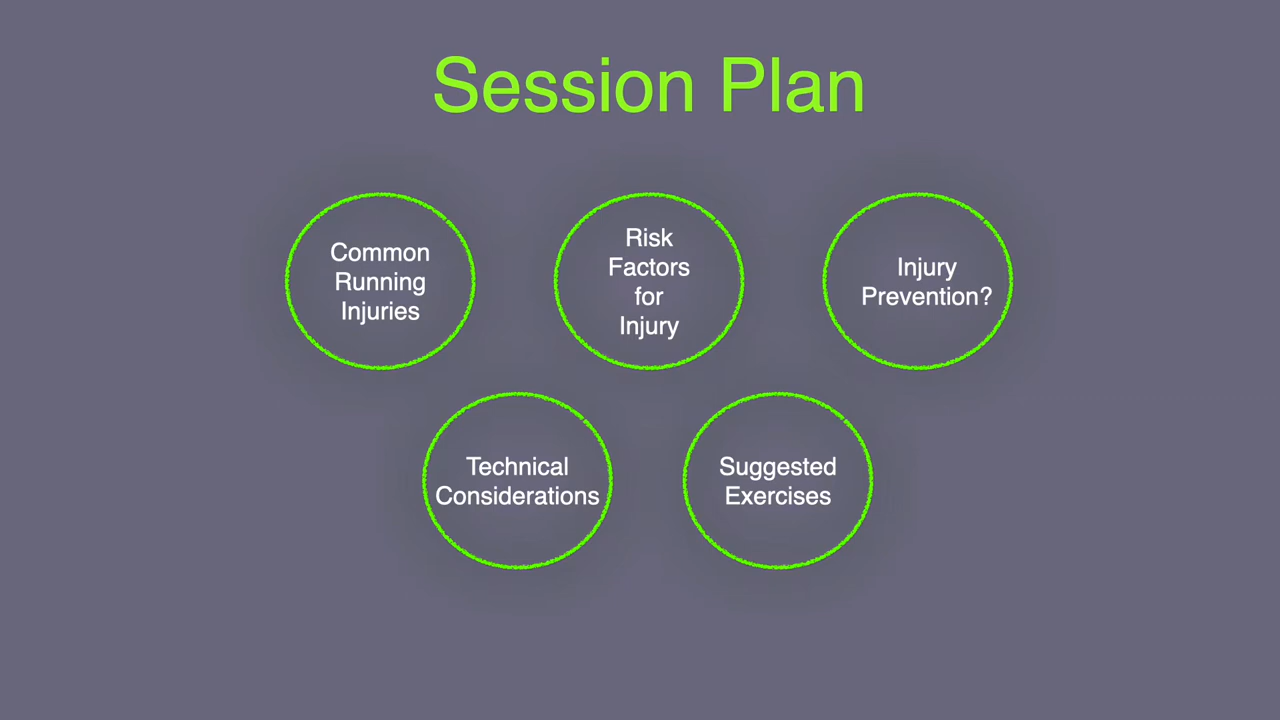 Session Plan
Common
Running
Injuries
Risk
Factors
for
Injury
Injury
Prevention?
Technical
Considerations
Suggested
Exercises